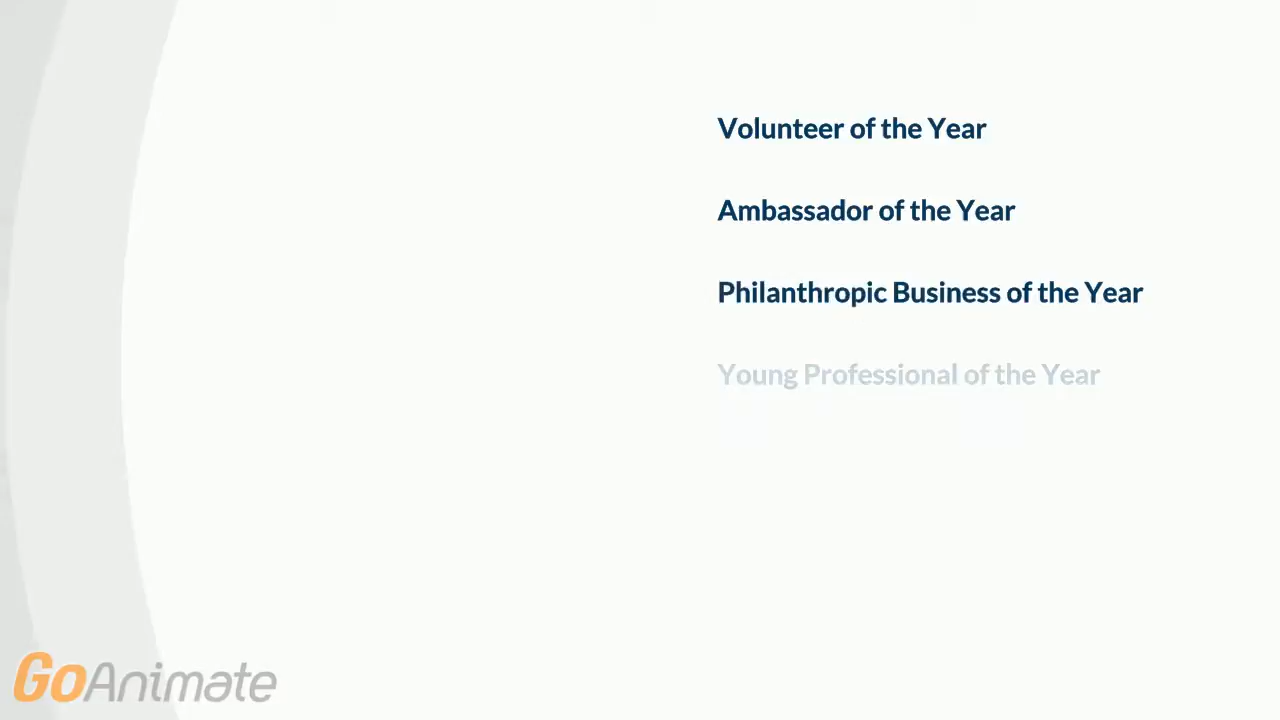 Volunteer of the Year
Ambassador of the Year
Philanthropic Business of the Year
Young Professional of the Year
GoAnimate